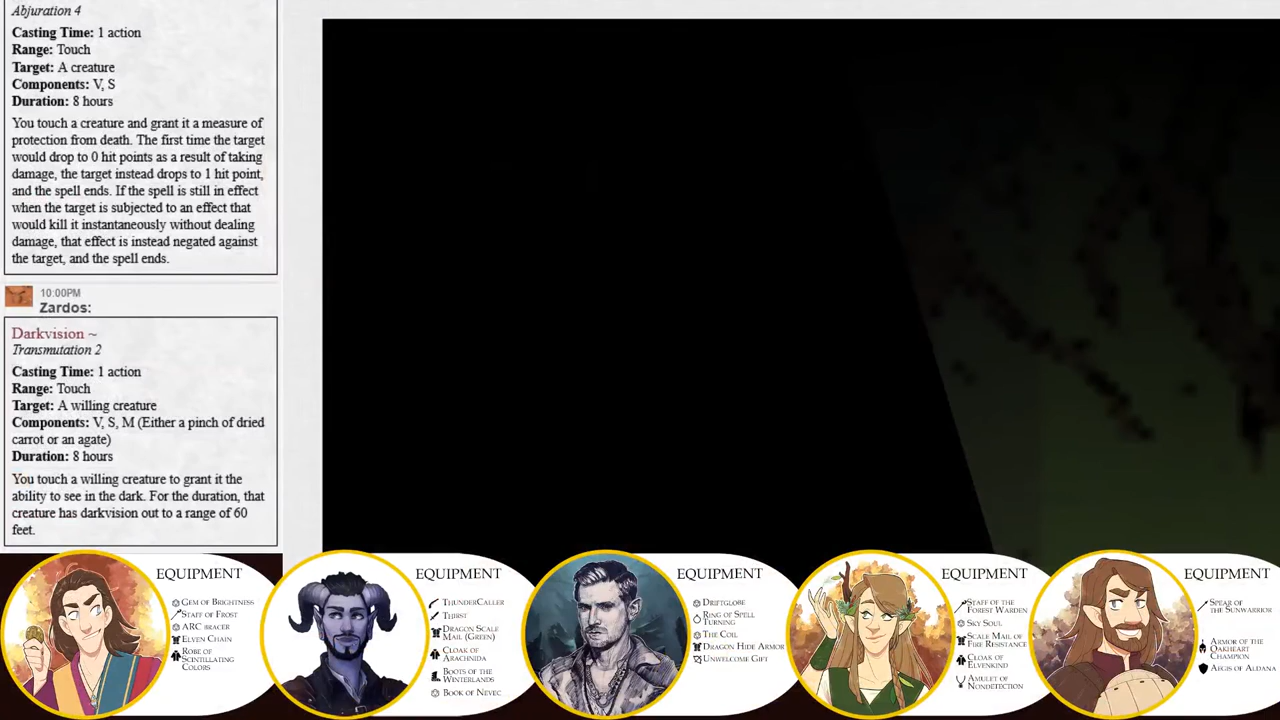 Abjuration 4
Casting Time: 1 action
Range: Touch
Target: A creature
Components: V, S
Duration: 8 hours
You touch a creature and grant it a measure of
protection from death. The first time the target
would drop to 0 hit points as a result of taking
damage, the target instead drops to 1 hit point,
and the spell ends. If the spell is still in effect
when the target is subjected to an effect that
would kill it instantaneously without dealing
damage, that effect is instead negated against
the target, and the spell ends.
10:00PM
Zardos:
Darkvision ~
Transmutation 2
Casting Time: 1 action
Range: Touch
Target: A willing creature
Components: V, S, M (Either a pinch of dried
carrot or an agate)
Duration: 8 hours
You touch a willing creature to grant it the
ability to see in the dark. For the duration, that
creature has darkvision out to a range of 60
feet.
EQUIPMENT
Gem of Brightness
Staff of Frost
ARC bracer
Elven Chain
Robe of
Scintillating
Colors
EQUIPMENT
ThunderCaller
Thirst
Dragon Scale
Mail (Green)
Cloak of
Arachnida
Boots of the
Winterlands
Book of Nevec
EQUIPMENT
Driftglobe
Ring of Spell
Turning
The Coil
Dragon Hide Armor
Unwelcome Gift
EQUIPMENT
Staff of the
Forest Warden
Sky Soul
Scale Mail of
Fire Resistance
Cloak of
Elvenkind
Amulet of
Nondetection
EQUIPMENT
Spear of
the Sunwarrior
Armor of the
Oakheart
Champion
Aegis of Aldana